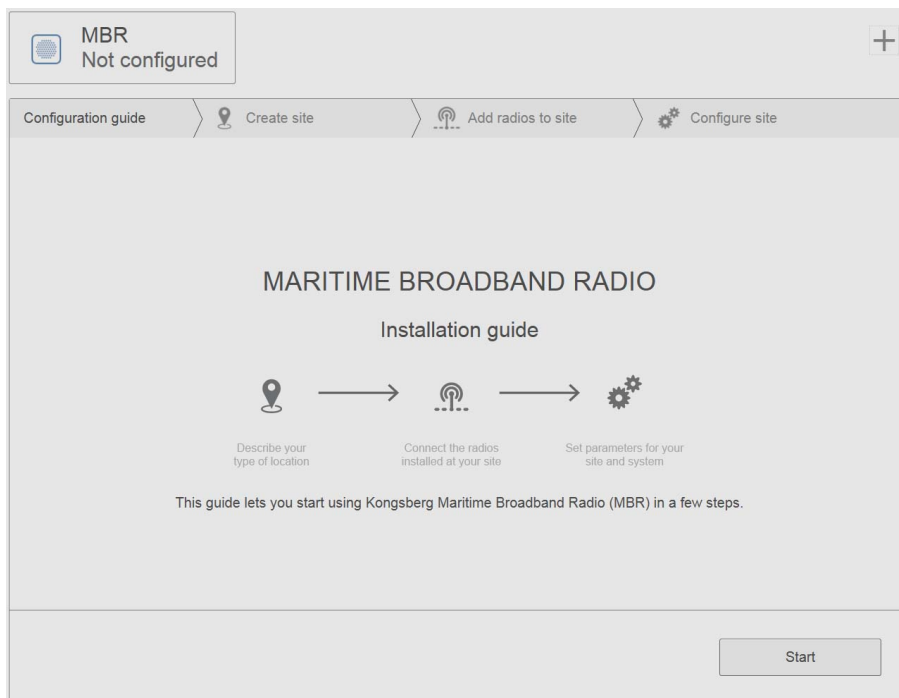 MBR
Not configured
Configuration guide
Create site
Add radios to site
Configure site
MARITIME BROADBAND RADIO
Installation guide
Describe your
type of location
Connect the radios
installed at your site
Set parameters for your
site and system
This guide lets you start using Kongsberg Maritime Broadband Radio (MBR) in a few steps.
Start